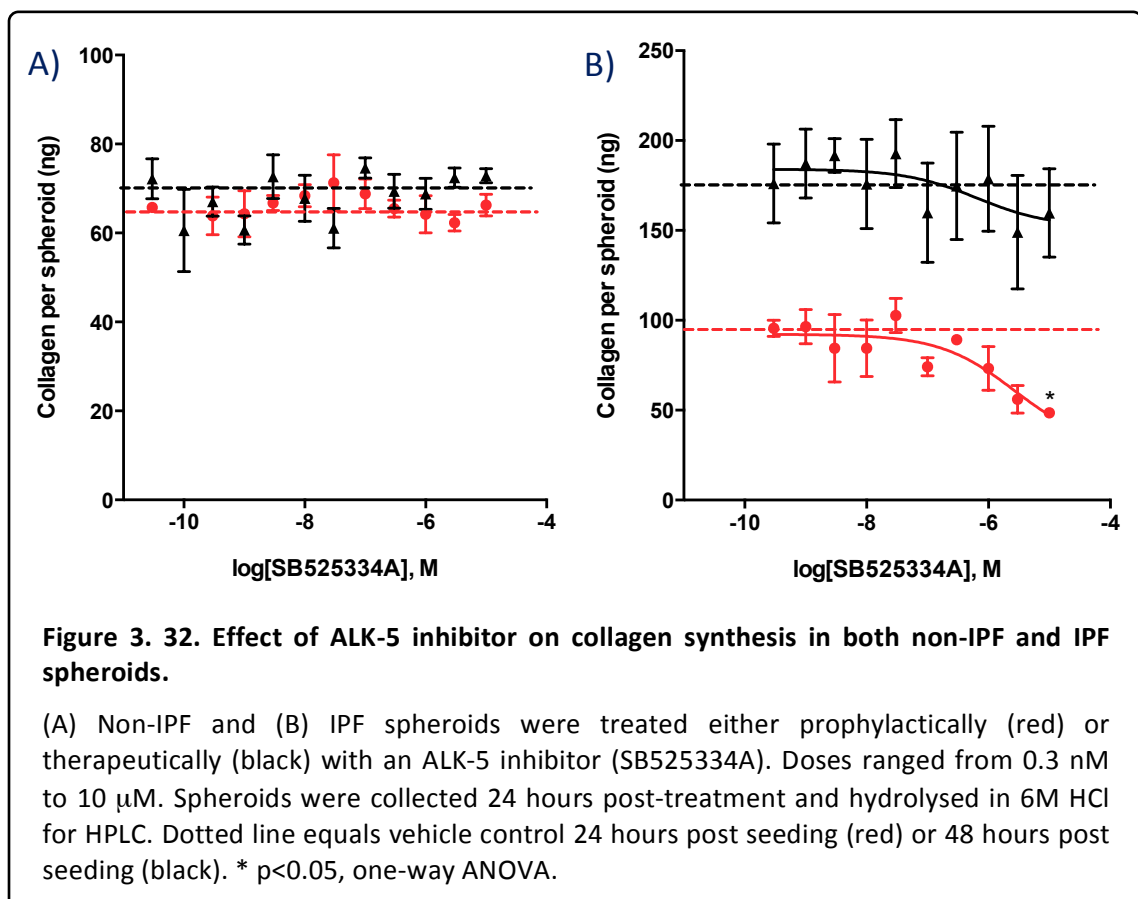 A)
100
80
60
40
20
0
Collagen per spheroid (ng)
-10
-8
-6
-4
log[SB525334A], M
B)
250
200
150
100
50
0
Collagen per spheroid (ng)
*
-10
-8
-6
-4
log[SB525334A], M
Figure 3. 32. Effect of ALK-5 inhibitor on collagen synthesis in both non-IPF and IPF
spheroids.
(A) Non-IPF and (B) IPF spheroids were treated either prophylactically (red) or
therapeutically (black) with an ALK-5 inhibitor (SB525334A). Doses ranged from 0.3 nM
to 10 μM. Spheroids were collected 24 hours post-treatment and hydrolysed in 6M HCl
for HPLC. Dotted line equals vehicle control 24 hours post seeding (red) or 48 hours post
seeding (black). * p<0.05, one-way ANOVA.